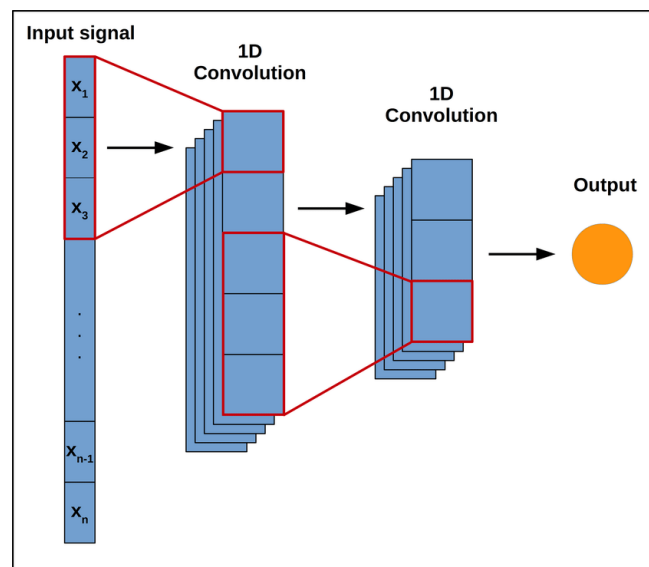 Input signal
1D
Convolution
1D
Convolution
Output
x₁
x₂
x₃
.
.
.
xₙ₋₁
xₙ